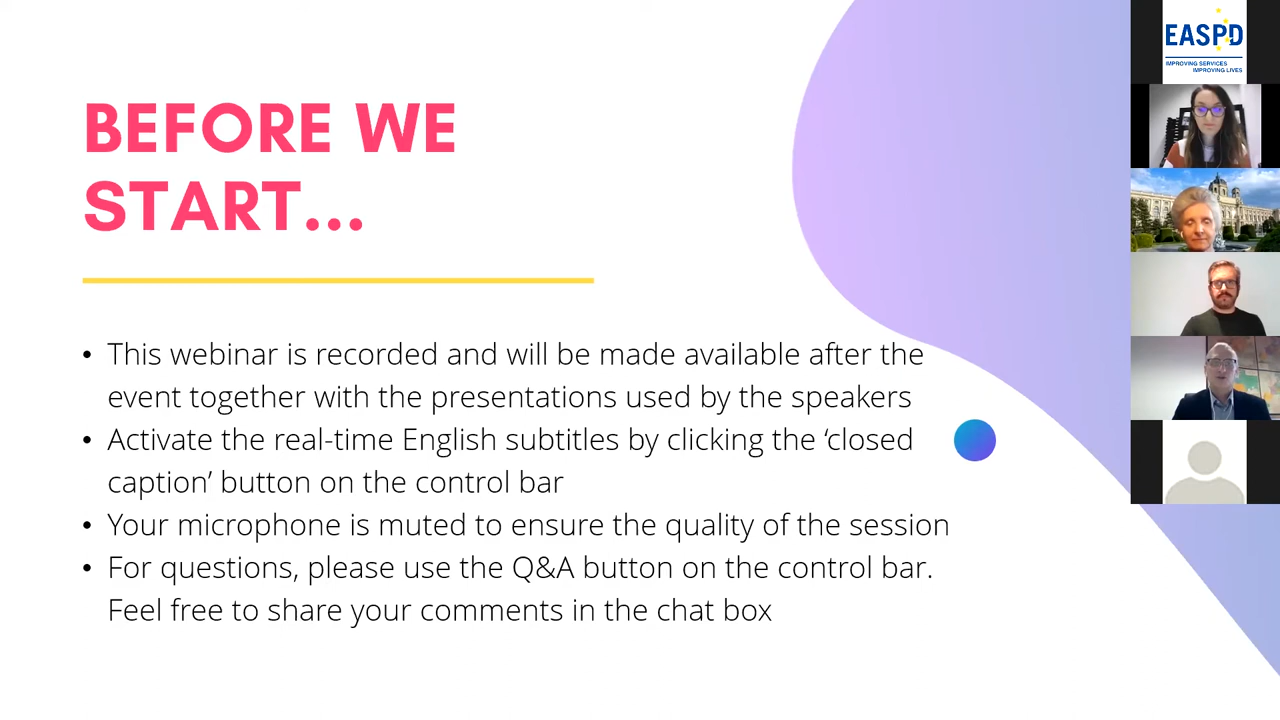 BEFORE WE
START...
• This webinar is recorded and will be made available after the
event together with the presentations used by the speakers
• Activate the real-time English subtitles by clicking the ‘closed
caption’ button on the control bar
• Your microphone is muted to ensure the quality of the session
• For questions, please use the Q&A button on the control bar.
Feel free to share your comments in the chat box
EASPD
IMPROVING SERVICES
IMPROVING LIVES